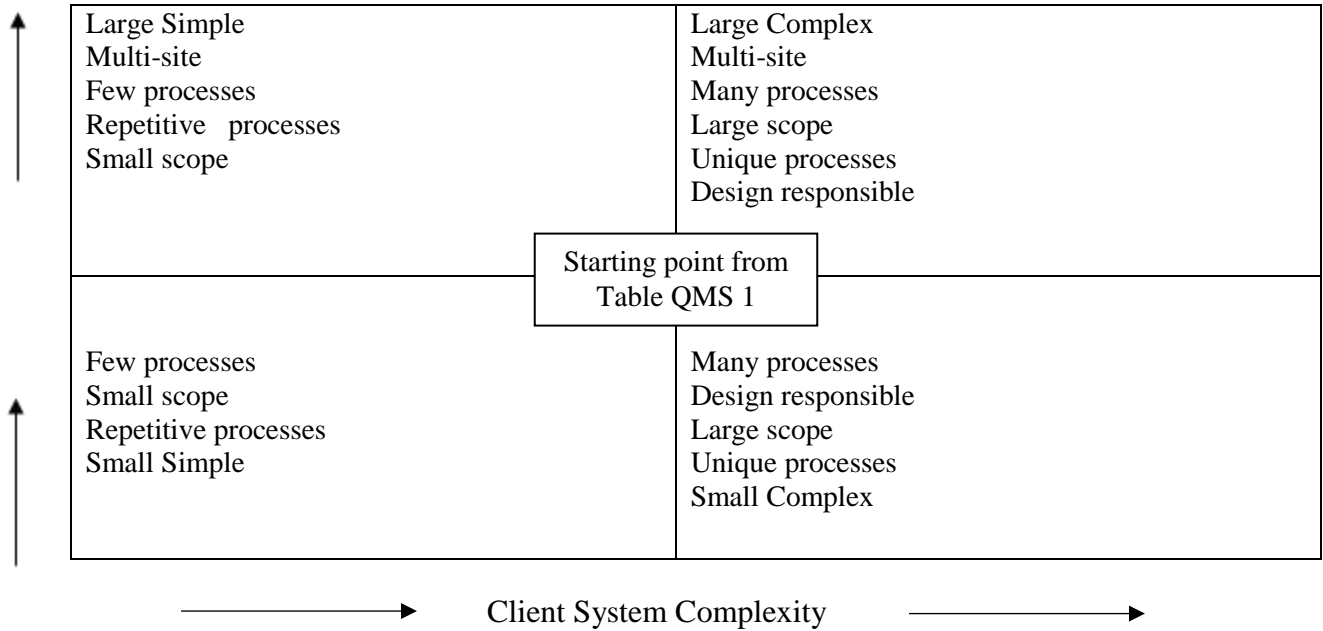 Large Simple
Multi-site
Few processes
Repetitive processes
Small scope
Large Complex
Multi-site
Many processes
Large scope
Unique processes
Design responsible
Starting point from
Table QMS 1
Few processes
Small scope
Repetitive processes
Small Simple
Many processes
Design responsible
Large scope
Unique processes
Small Complex
Client System Complexity